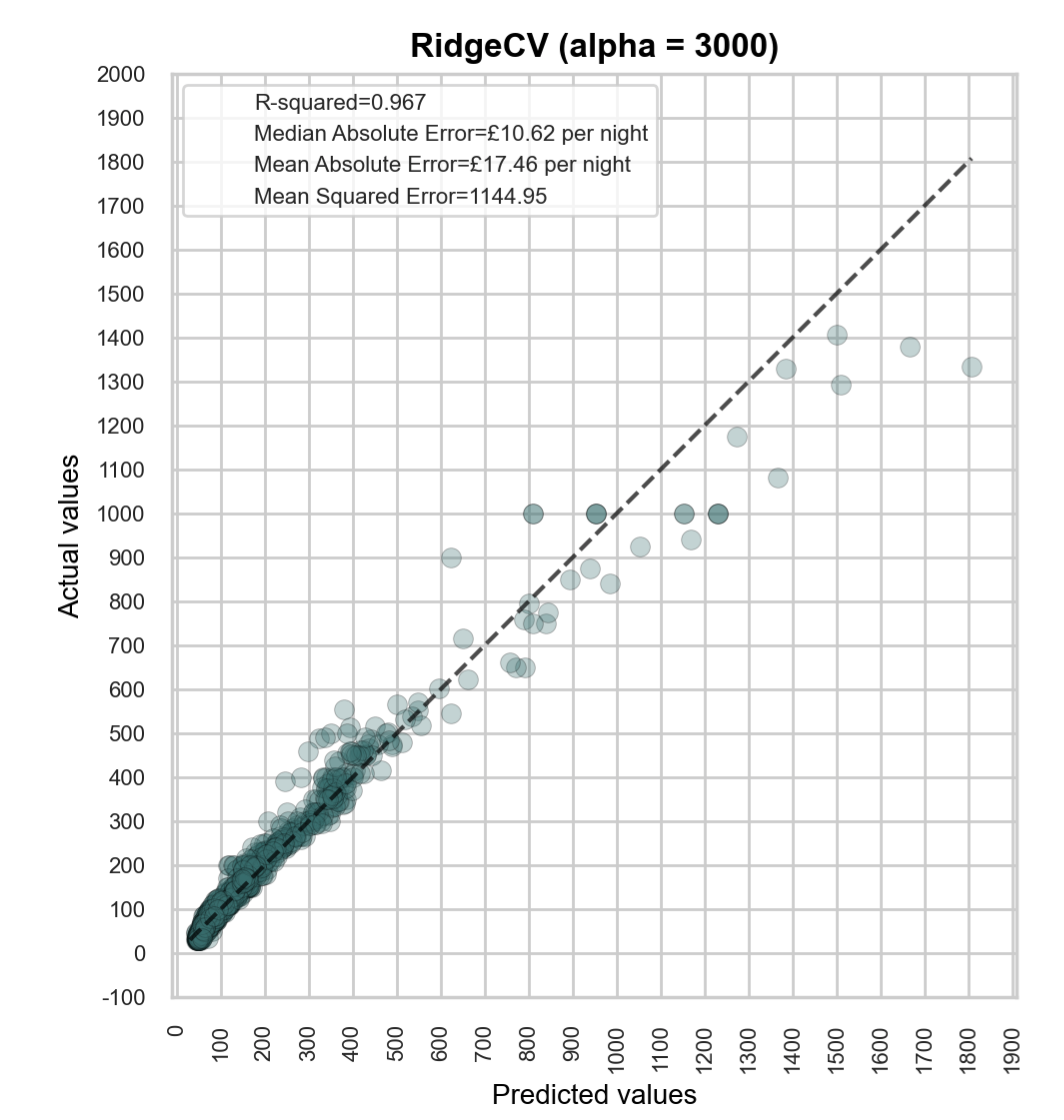 RidgeCV (alpha = 3000)
R-squared=0.967
Median Absolute Error=£10.62 per night
Mean Absolute Error=£17.46 per night
Mean Squared Error=1144.95
Actual values
2000
1900
1800
1700
1600
1500
1400
1300
1200
1100
1000
900
800
700
600
500
400
300
200
100
0
-100
0 100 200 300 400 500 600 700 800 900 1000 1100 1200 1300 1400 1500 1600 1700 1800 1900
Predicted values